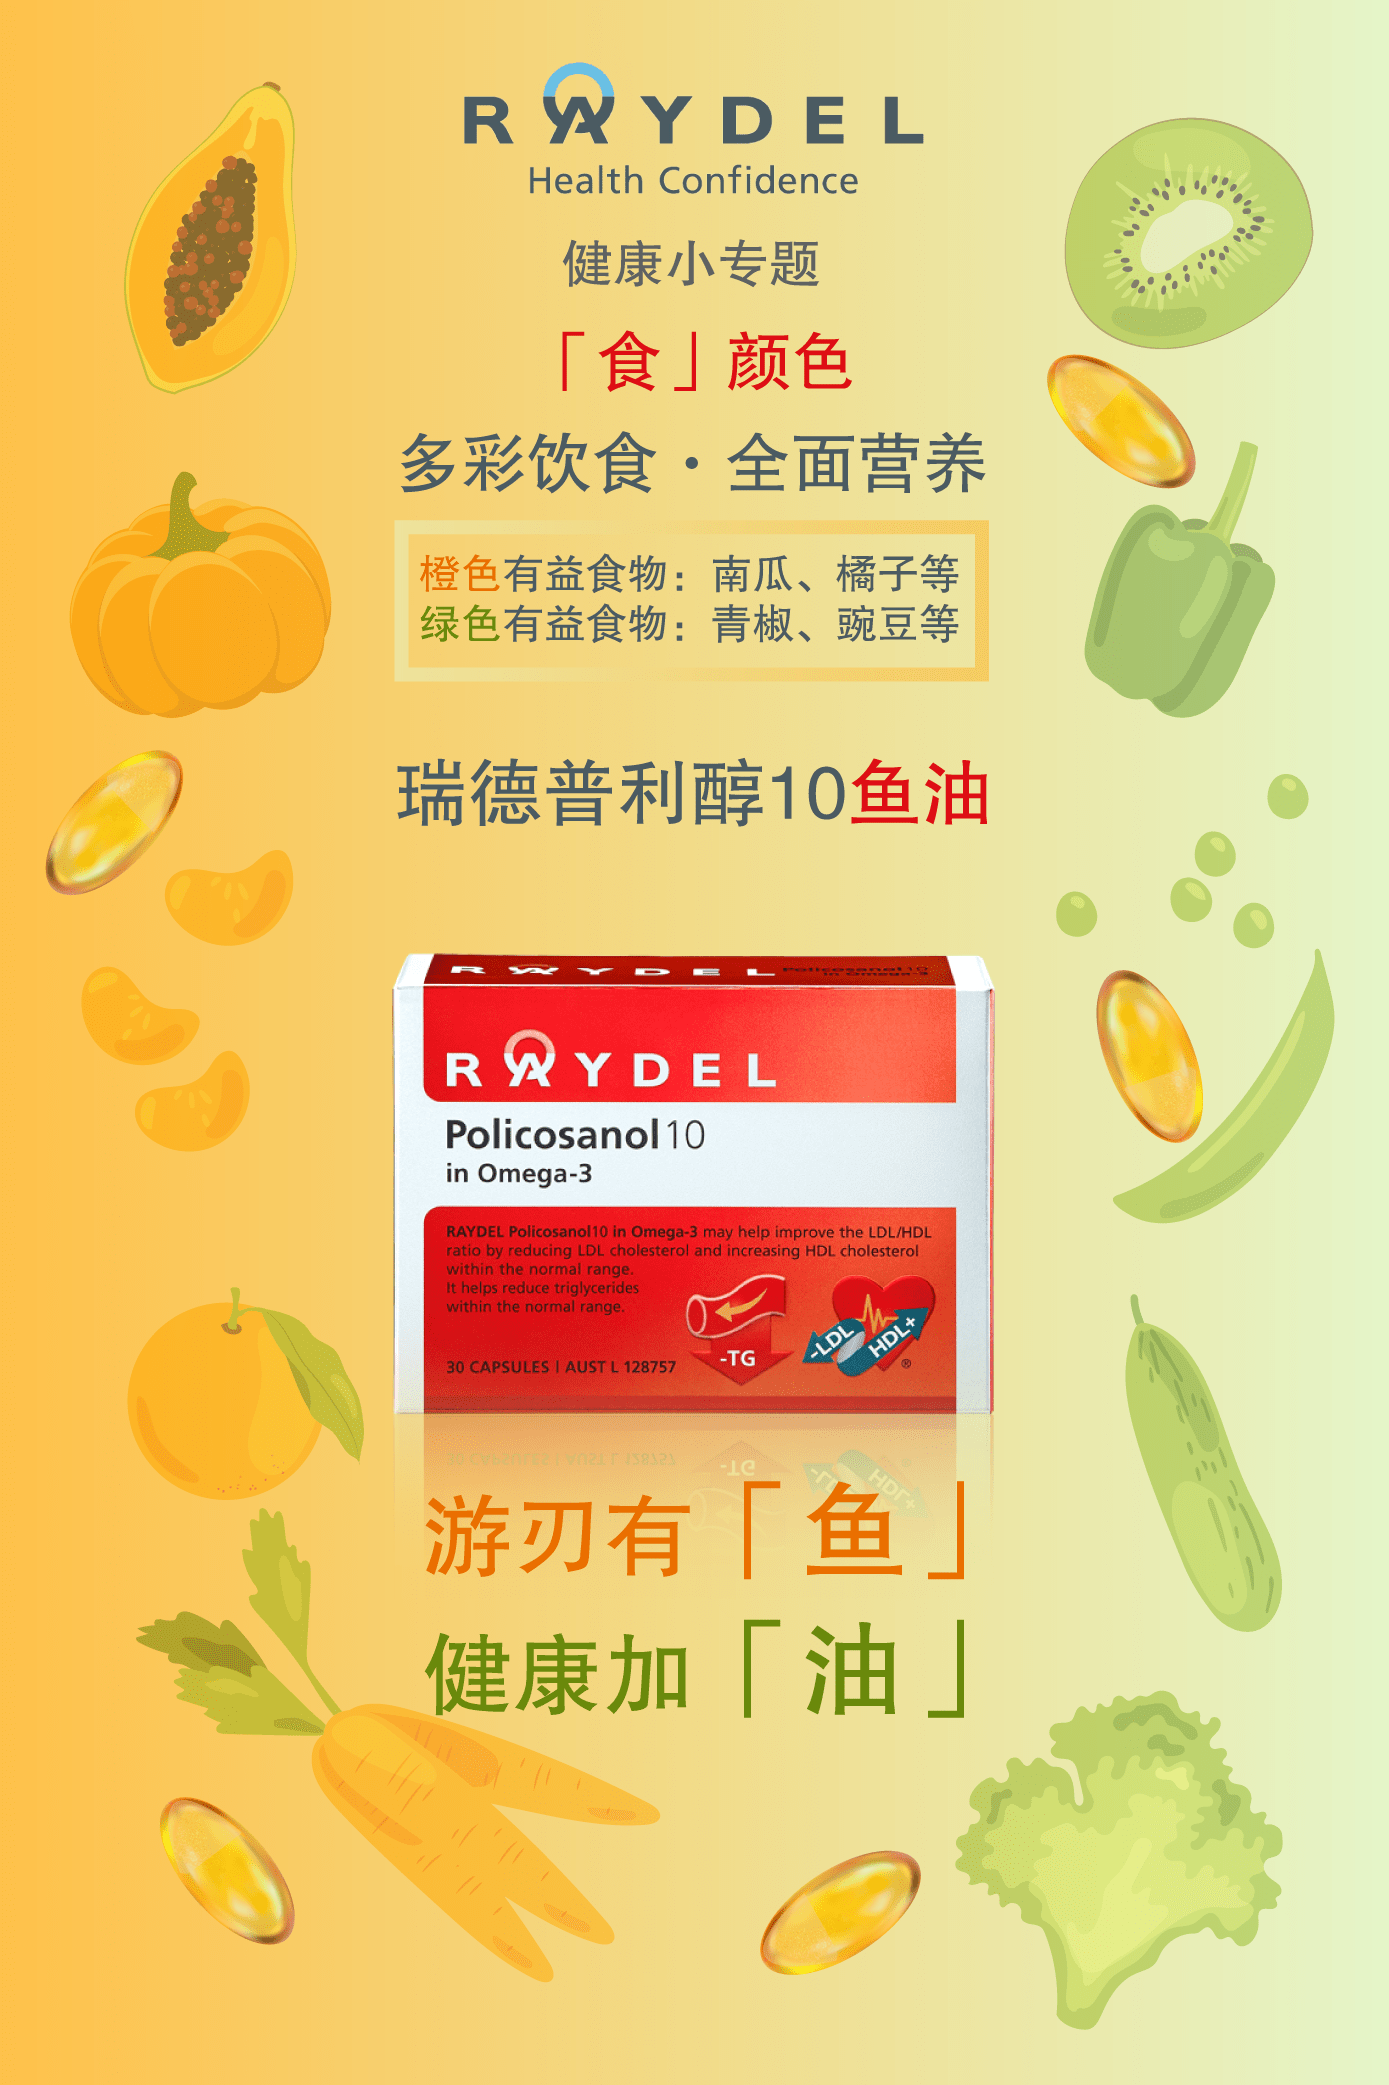 RAYDEL
Health Confidence
健康小专题
「食」颜色
多彩饮食·全面营养
橙色有益食物：南瓜、橘子等
绿色有益食物：青椒、豌豆等
瑞德普利醇10鱼油
RAYDEL Policosanol10
in Omega-3
RAYDEL
Policosanol10
in Omega-3
RAYDEL Policosanol10 in Omega-3 may help improve the LDL/HDL
ratio by reducing LDL cholesterol and increasing HDL cholesterol
within the normal range.
It helps reduce triglycerides
within the normal range.
-TG
-LDL
HDL+
®
30 CAPSULES | AUST L 128757
游刃有「鱼」
健康加「油」